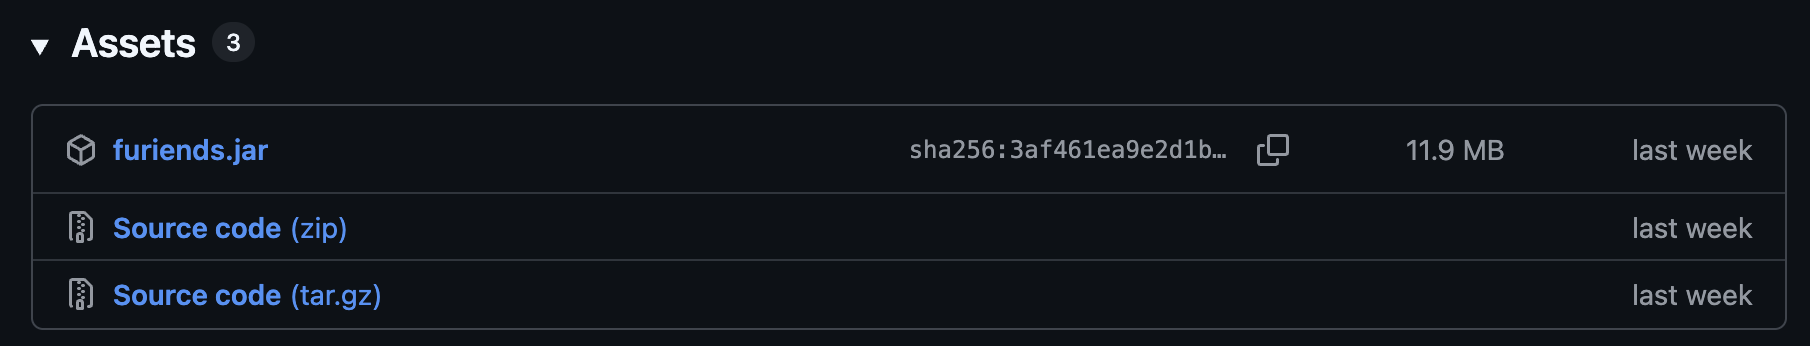 Assets 3
furiends.jar sha256:3af461ea9e2d1b… 11.9 MB last week
Source code (zip) last week
Source code (tar.gz) last week